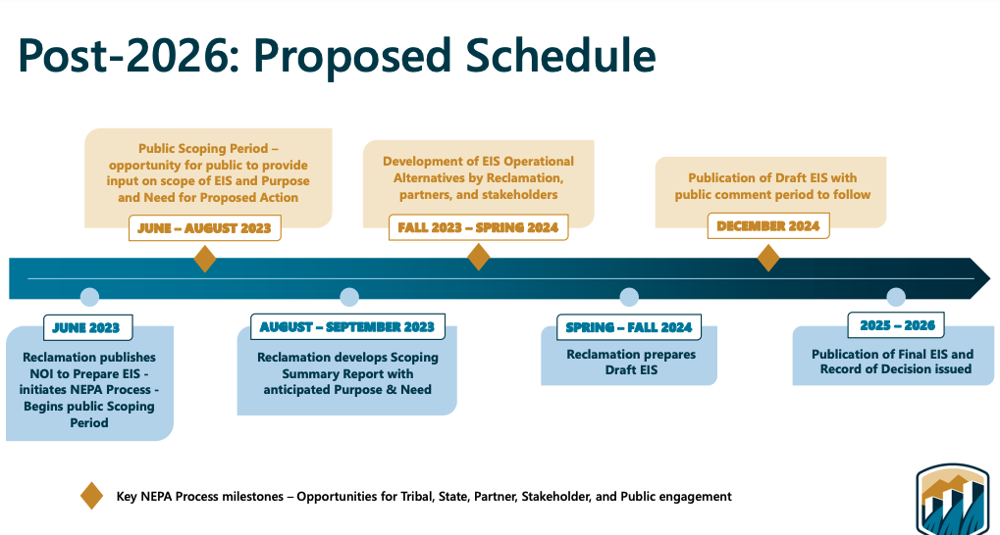 Post-2026: Proposed Schedule
Public Scoping Period –
opportunity for public to provide
input on scope of EIS and Purpose
and Need for Proposed Action
JUNE – AUGUST 2023
Development of EIS Operational
Alternatives by Reclamation,
partners, and stakeholders
FALL 2023 – SPRING 2024
Publication of Draft EIS with
public comment period to follow
DECEMBER 2024
JUNE 2023
Reclamation publishes
NOI to Prepare EIS -
initiates NEPA Process -
Begins public Scoping
Period
AUGUST – SEPTEMBER 2023
Reclamation develops Scoping
Summary Report with
anticipated Purpose & Need
SPRING – FALL 2024
Reclamation prepares
Draft EIS
2025 – 2026
Publication of Final EIS and
Record of Decision issued
Key NEPA Process milestones – Opportunities for Tribal, State, Partner, Stakeholder, and Public engagement